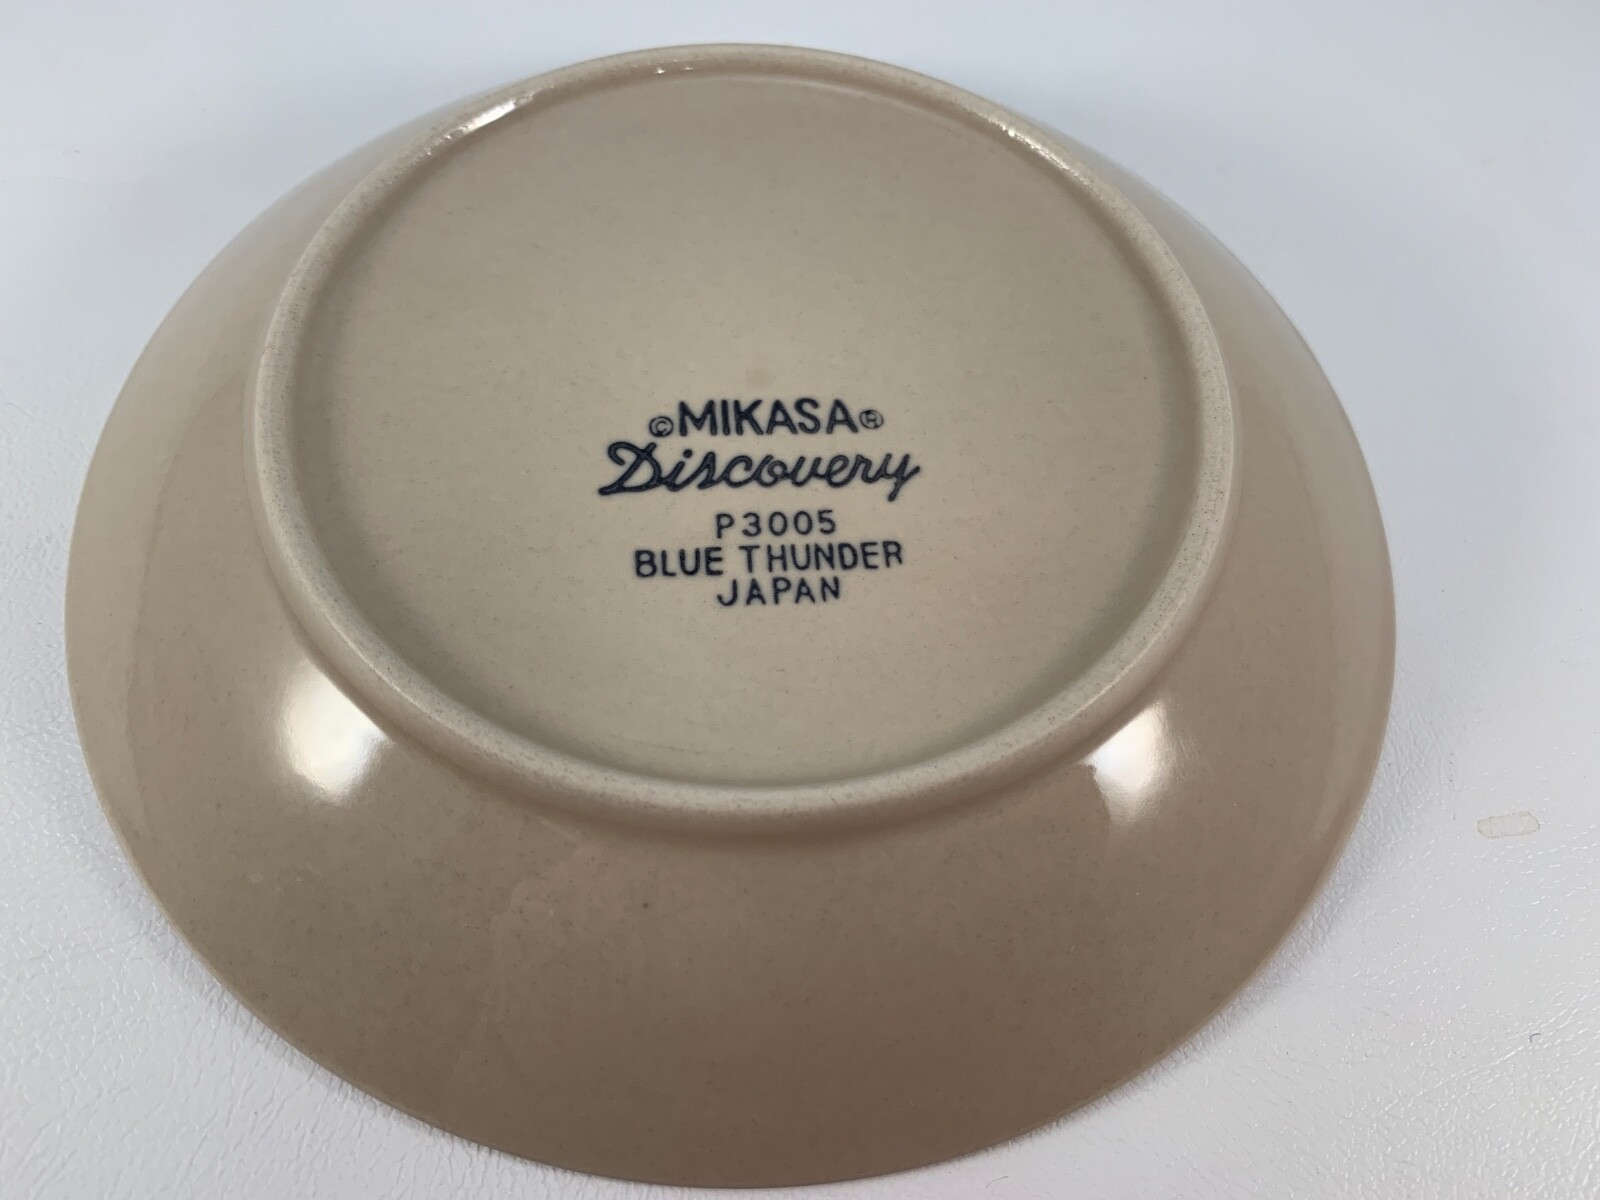 ©MIKASA®
Discovery
P3005
BLUE THUNDER
JAPAN